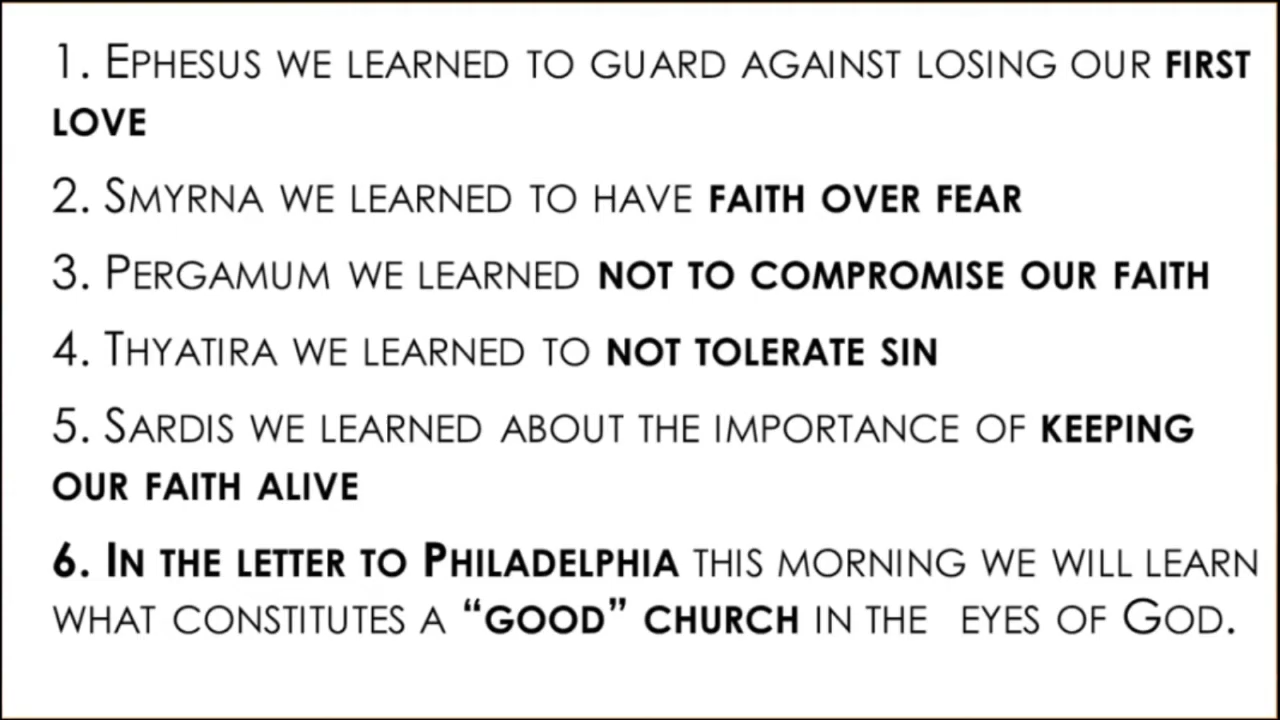 1. Ephesus we learned to guard against losing our FIRST
LOVE
2. Smyrna we learned to have FAITH OVER FEAR
3. Pergamum we learned NOT TO COMPROMISE OUR FAITH
4. Thyatira we learned to NOT TOLERATE SIN
5. Sardis we learned about the importance of KEEPING
OUR FAITH ALIVE
6. In the letter to Philadelphia this morning we will learn
what constitutes a “good” church in the eyes of God.